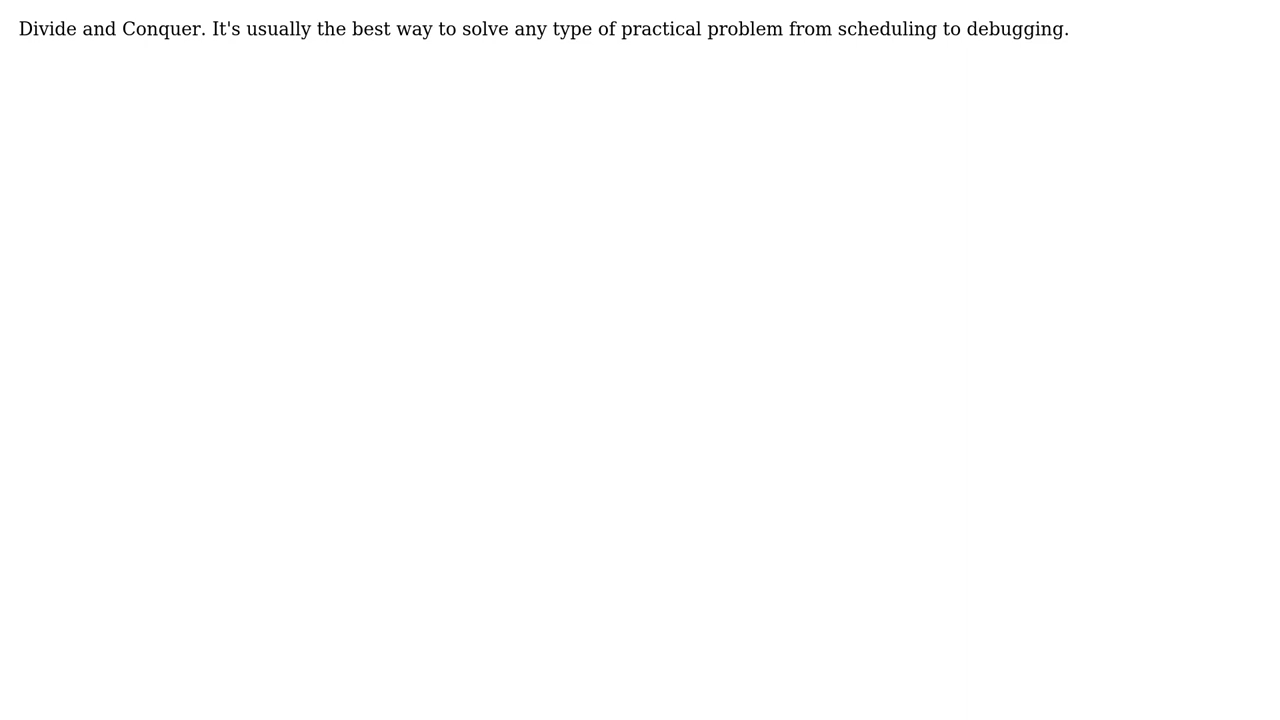 Divide and Conquer. It's usually the best way to solve any type of practical problem from scheduling to debugging.